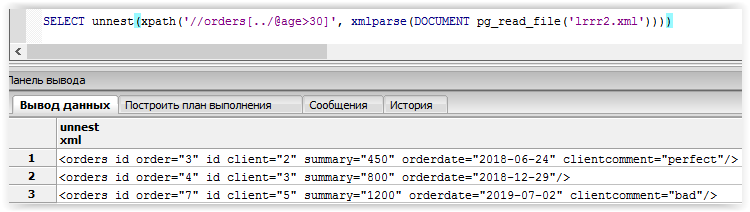 SELECT unnest(xpath('//orders[../@age>30]', xmlparse(DOCUMENT pg_read_file('lrrr2.xml'))))
Панель вывода
Вывод данных Построить план выполнения Сообщения История
unnest
xml
1 <orders id order="3" id client="2" summary="450" orderdate="2018-06-24" clientcomment="perfect"/>
2 <orders id order="4" id client="3" summary="800" orderdate="2018-12-29"/>
3 <orders id order="7" id client="5" summary="1200" orderdate="2019-07-02" clientcomment="bad"/>